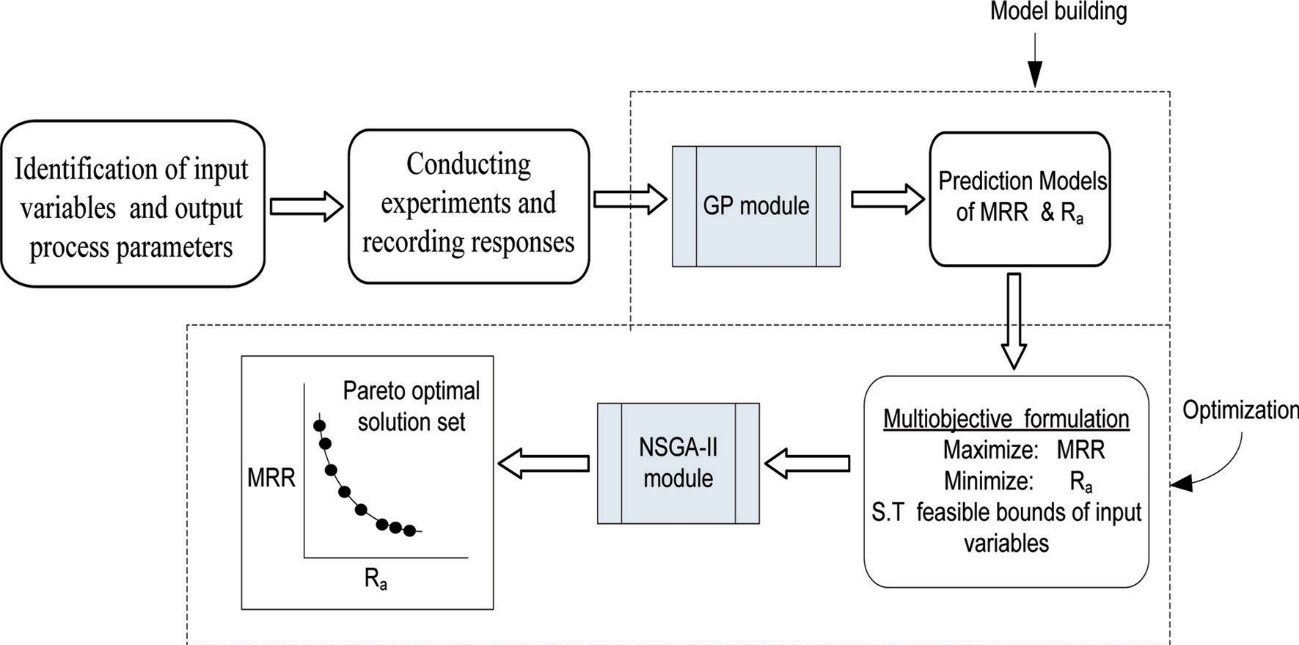 Model building
Identification of input
variables and output
process parameters
Conducting
experiments and
recording responses
GP module
Prediction Models
of MRR & Ra
Multiobjective formulation
Maximize: MRR
Minimize: Ra
S.T feasible bounds of input
variables
Optimization
NSGA-II
module
Pareto optimal
solution set
MRR
Ra